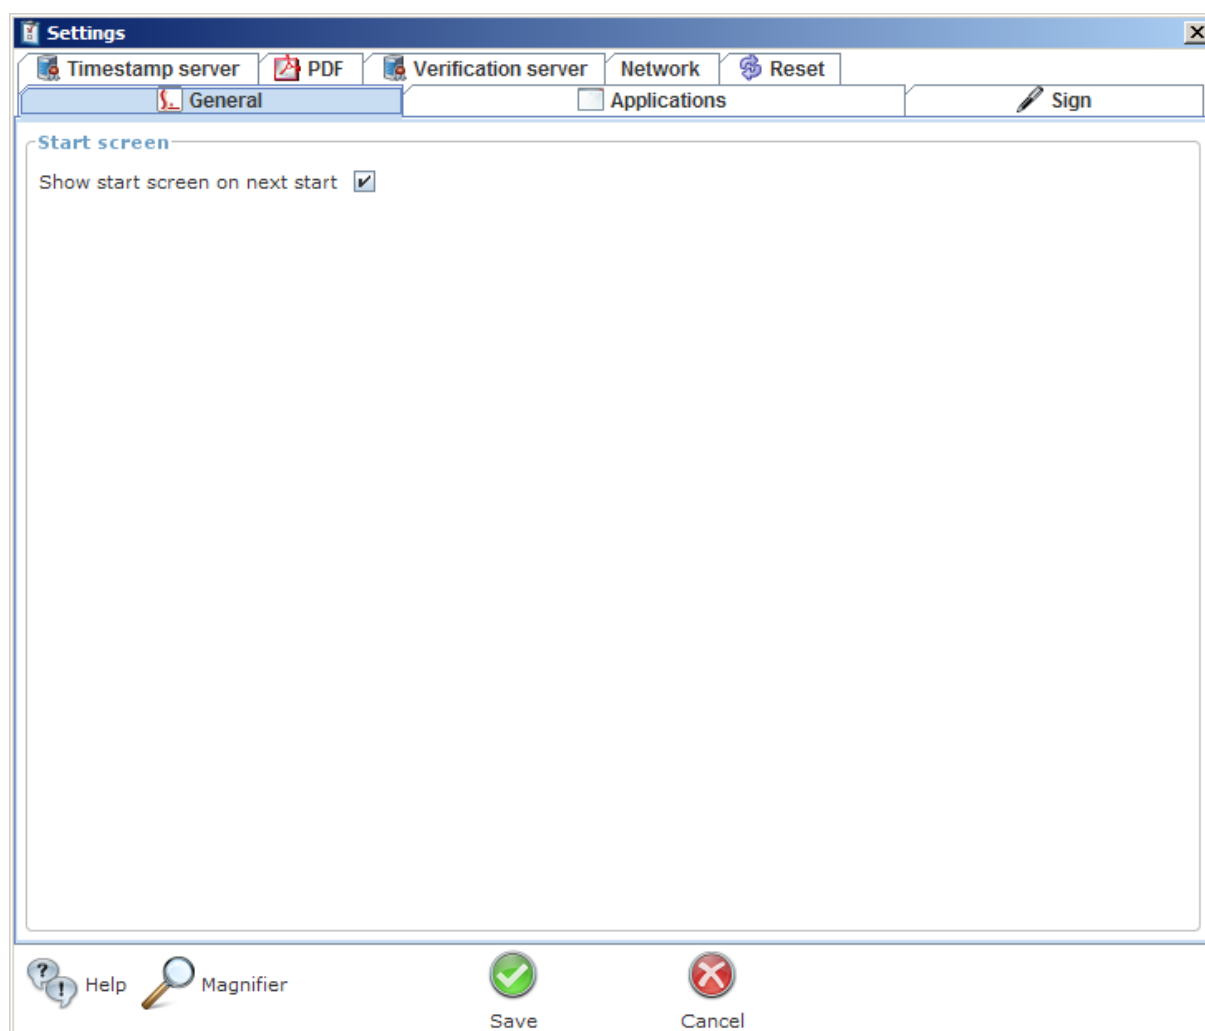 Settings
Timestamp server PDF Verification server Network Reset
General Applications Sign
Start screen
Show start screen on next start
Help Magnifier
Save Cancel